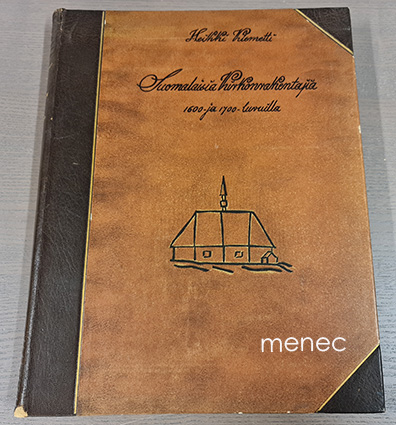 Heikki Klemetti
Suomalaisia Kirkonrakentajia
1600- ja 1700- luvuilla
menec